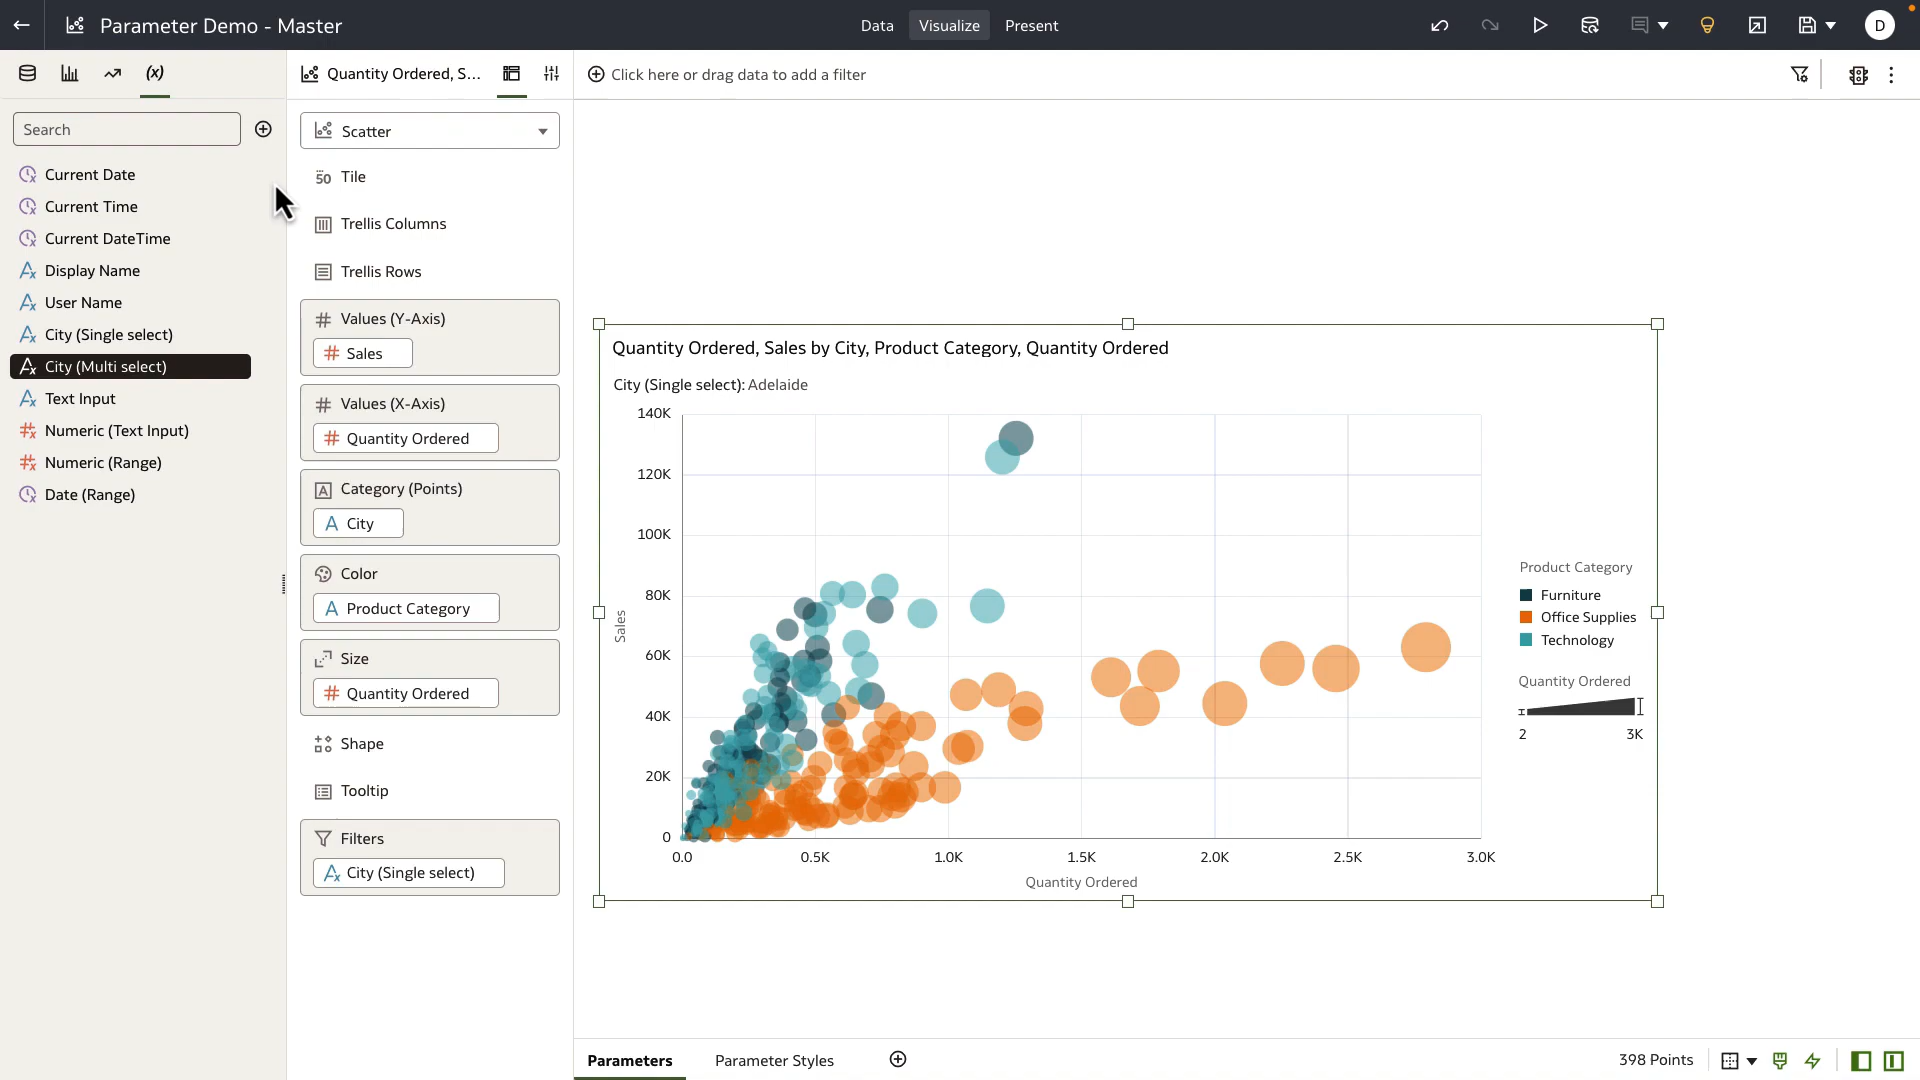 Parameter Demo - Master
Data
Visualize
Present
D
(x)
Search
Current Date
Current Time
Current DateTime
Display Name
User Name
City (Single select)
City (Multi select)
Text Input
Numeric (Text Input)
Numeric (Range)
Date (Range)
Quantity Ordered, S...
Scatter
50 Tile
Trellis Columns
Trellis Rows
Values (Y-Axis)
Sales
Values (X-Axis)
Quantity Ordered
Category (Points)
City
Color
Product Category
Size
Quantity Ordered
Shape
Tooltip
Filters
City (Single select)
Click here or drag data to add a filter
Quantity Ordered, Sales by City, Product Category, Quantity Ordered
City (Single select): Adelaide
140K
120K
100K
80K
60K
40K
20K
0
Sales
0.0
0.5K
1.0K
1.5K
2.0K
2.5K
3.0K
Quantity Ordered
Product Category
Furniture
Office Supplies
Technology
Quantity Ordered
2
3K
Parameters
Parameter Styles
398 Points